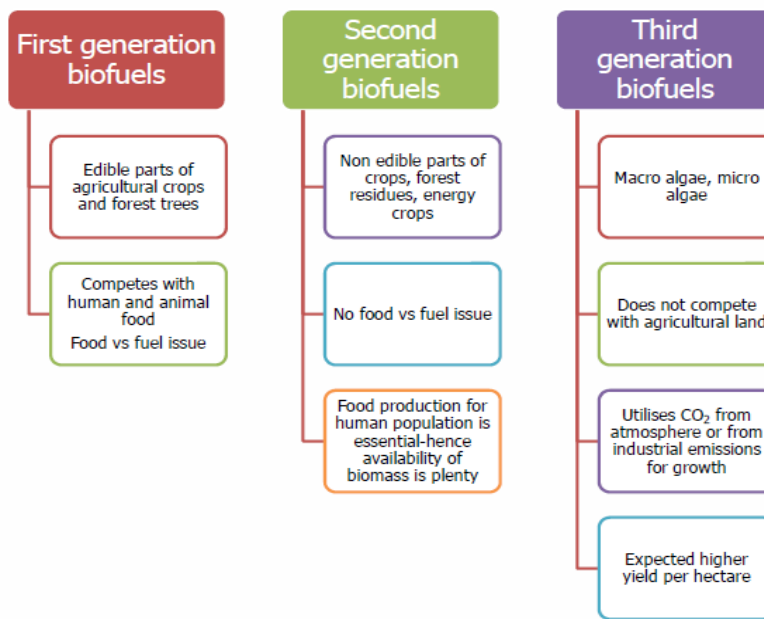 First generation
biofuels
Edible parts of
agricultural crops
and forest trees
Competes with
human and animal
food
Food vs fuel issue
Second
generation
biofuels
Non edible parts of
crops, forest
residues, energy
crops
No food vs fuel issue
Food production for
human population is
essential-hence
availability of
biomass is plenty
Third
generation
biofuels
Macro algae, micro
algae
Does not compete
with agricultural land
Utilises CO₂ from
atmosphere or from
industrial emissions
for growth
Expected higher
yield per hectare